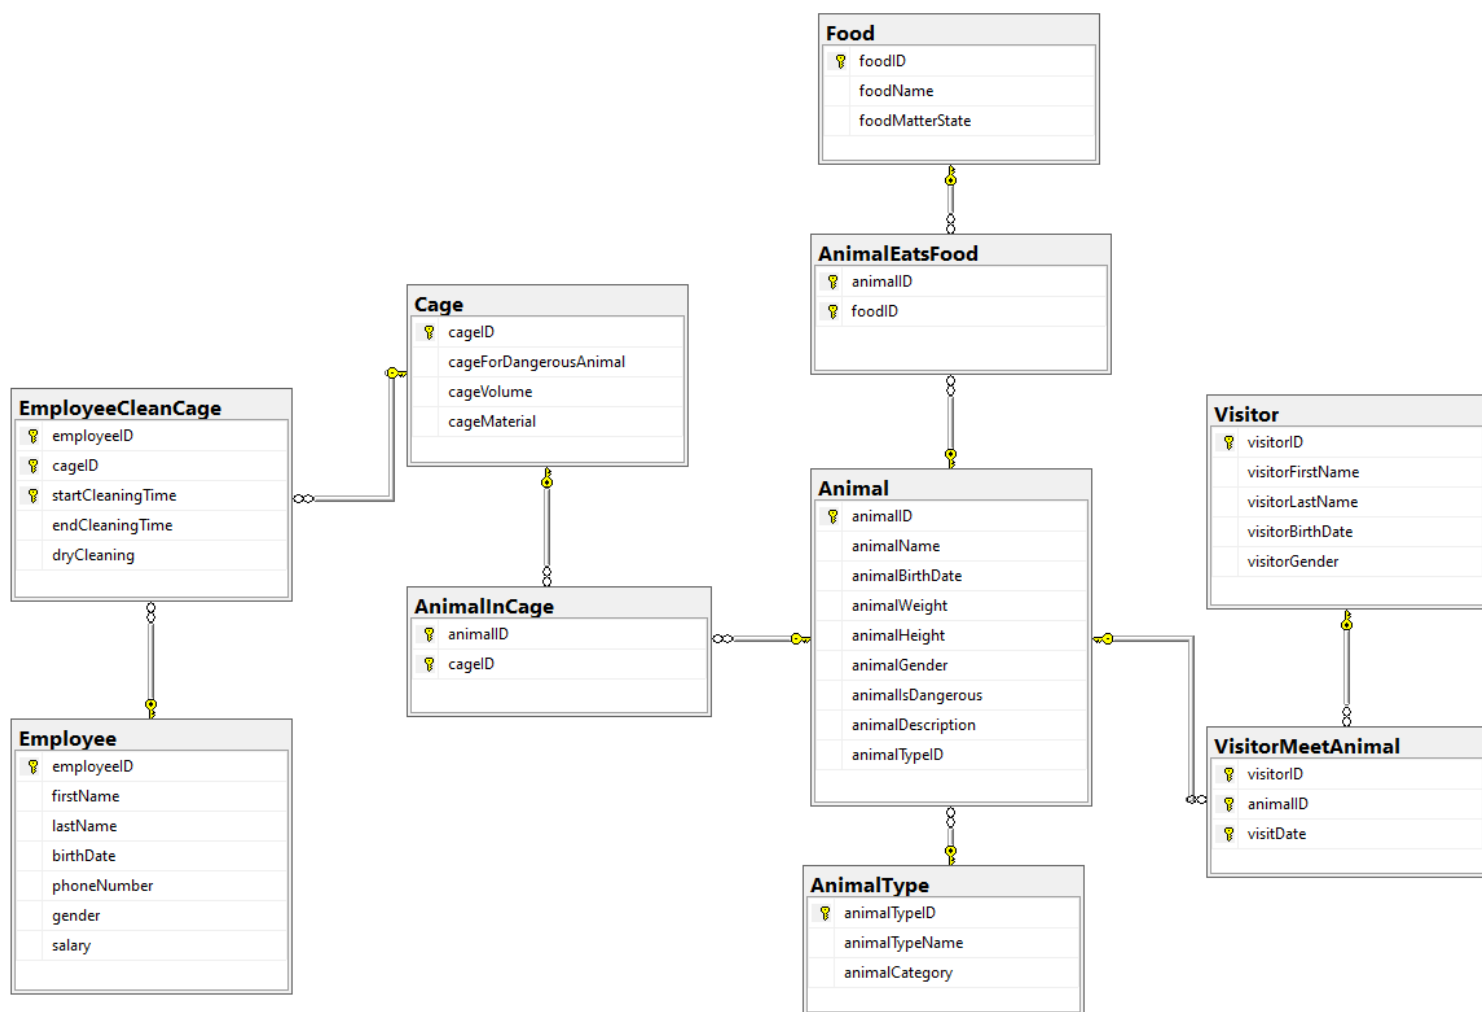 Food
foodID
foodName
foodMatterState
AnimalEatsFood
animalID
foodID
Cage
cageID
cageForDangerousAnimal
cageVolume
cageMaterial
EmployeeCleanCage
employeeID
cageID
startCleaningTime
endCleaningTime
dryCleaning
Visitor
visitorID
visitorFirstName
visitorLastName
visitorBirthDate
visitorGender
Animal
animalID
animalName
animalBirthDate
animalWeight
animalHeight
animalGender
animalIsDangerous
animalDescription
animalTypeID
AnimalInCage
animalID
cageID
Employee
employeeID
firstName
lastName
birthDate
phoneNumber
gender
salary
VisitorMeetAnimal
visitorID
animalID
visitDate
AnimalType
animalTypeID
animalTypeName
animalCategory